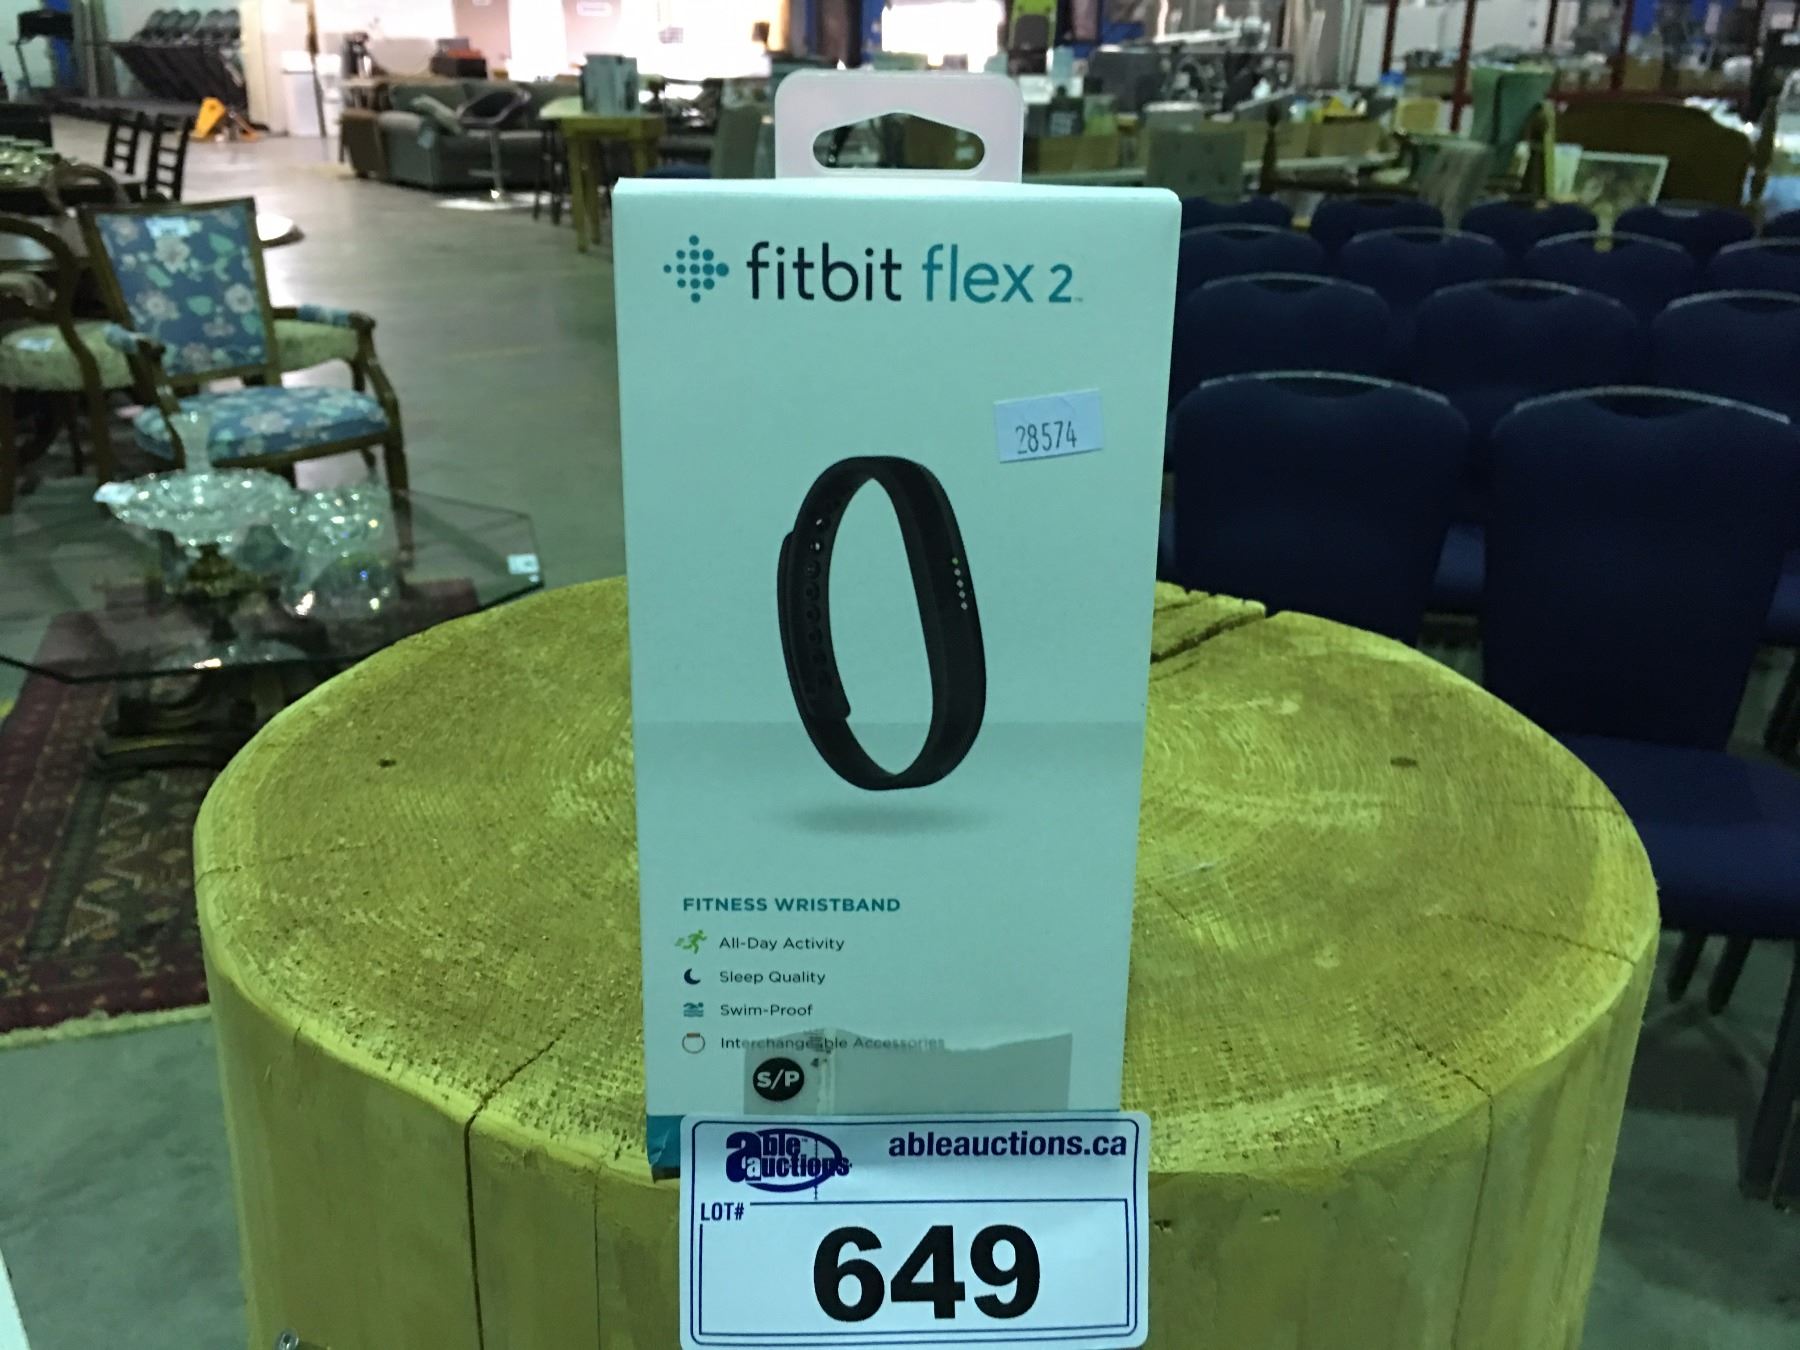 fitbit flex 2
28574
FITNESS WRISTBAND
All-Day Activity
Sleep Quality
Swim-Proof
Interchangeable Accessories
S/P
able auctions
ableauctions.ca
LOT#
649